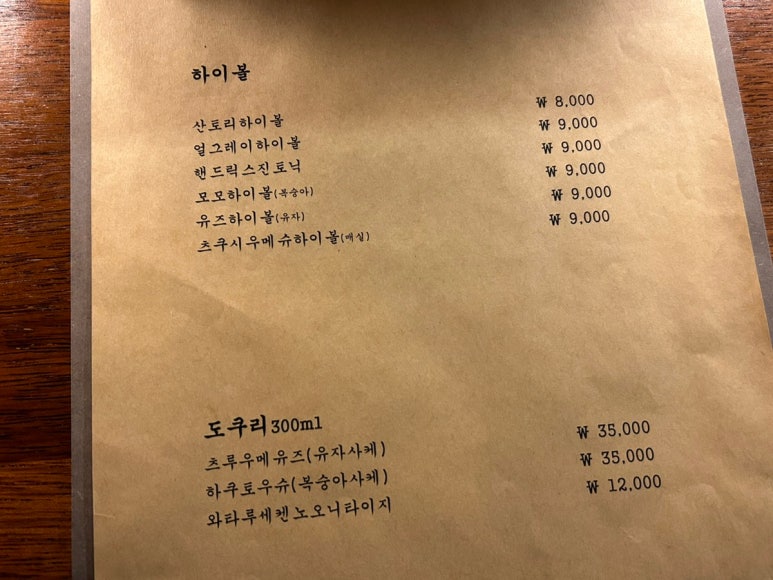 하이볼
산토리하이볼 ₩ 8,000
얼그레이하이볼 ₩ 9,000
핸드릭스진토닉 ₩ 9,000
모모하이볼(복숭아) ₩ 9,000
유즈하이볼(유자) ₩ 9,000
츠쿠시우메슈하이볼(매실) ₩ 9,000
도쿠리 300ml
츠루우메 유즈(유자사케) ₩ 35,000
하쿠토우슈(복숭아사케) ₩ 35,000
와타루세켄노오니타이지 ₩ 12,000